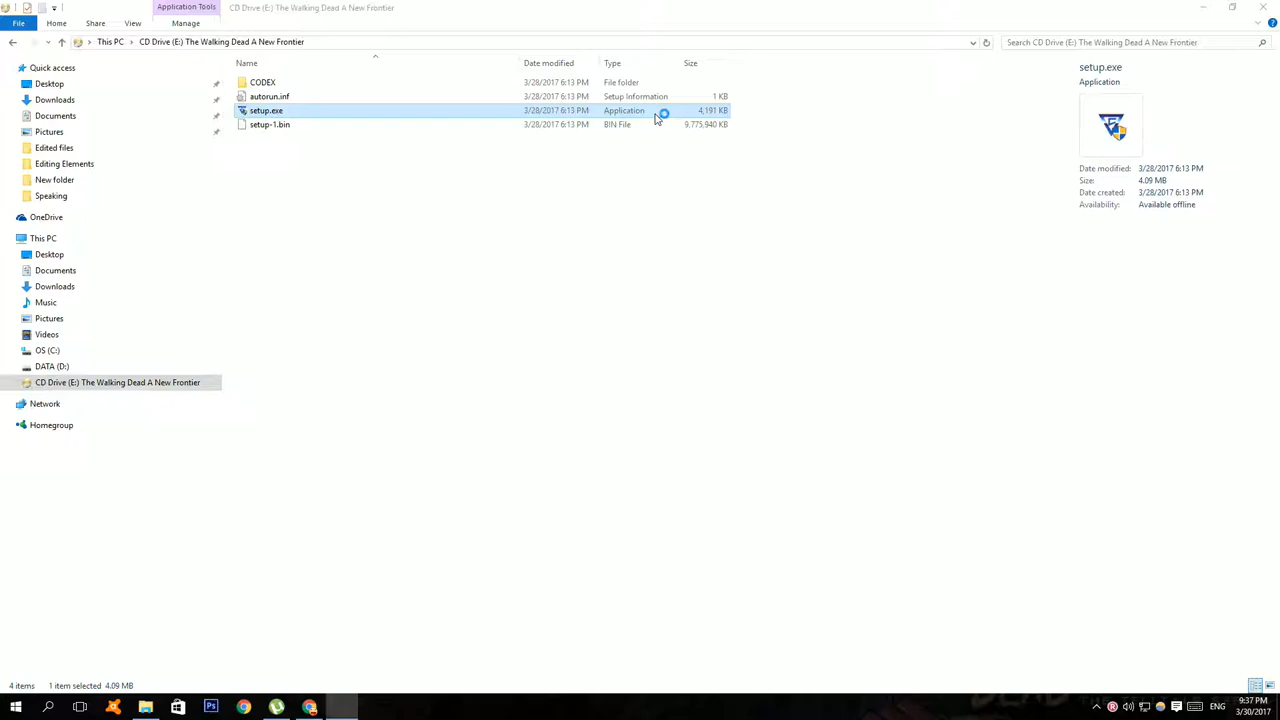 Application Tools
CD Drive (E:) The Walking Dead A New Frontier
File Home Share View Manage
This PC CD Drive (E:) The Walking Dead A New Frontier
Search CD Drive (E:) The Walking Dead A New Frontier
Name Date modified Type Size
CODEX 3/28/2017 6:13 PM File folder
autorun.inf 3/28/2017 6:13 PM Setup Information 1 KB
setup.exe 3/28/2017 6:13 PM Application 4,191 KB
setup-1.bin 3/28/2017 6:13 PM BIN File 9,775,940 KB
Quick access
Desktop
Downloads
Documents
Pictures
Edited files
Editing Elements
New folder
Speaking
OneDrive
This PC
Desktop
Documents
Downloads
Music
Pictures
Videos
OS (C:)
DATA (D:)
CD Drive (E:) The Walking Dead A New Frontier
Network
Homegroup
setup.exe
Application
Date modified: 3/28/2017 6:13 PM
Size: 4.09 MB
Date created: 3/28/2017 6:13 PM
Availability: Available offline
4 items 1 item selected 4.09 MB
ENG
9:37 PM
3/30/2017